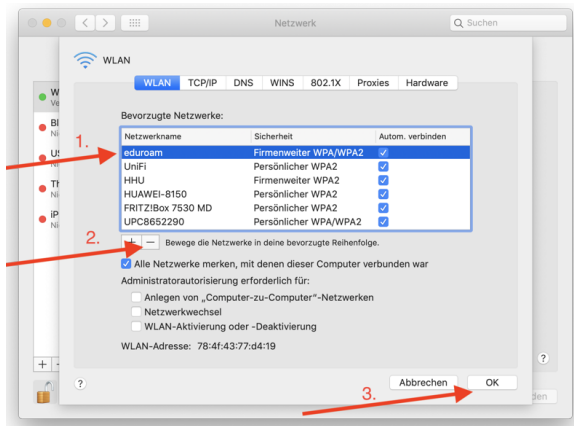 Netzwerk
Suchen
WLAN
WLAN TCP/IP DNS WINS 802.1X Proxies Hardware
Bevorzugte Netzwerke:
1.
Netzwerkname Sicherheit Autom. verbinden
eduroam Firmenweiter WPA/WPA2
UniFi Persönlicher WPA2
HHU Firmenweiter WPA2
HUAWEI-8150 Persönlicher WPA2
FRITZ!Box 7530 MD Persönlicher WPA2
UPC8652290 Persönlicher WPA/WPA2
2.
+ − Bewege die Netzwerke in deine bevorzugte Reihenfolge.
Alle Netzwerke merken, mit denen dieser Computer verbunden war
Administratorautorisierung erforderlich für:
Anlegen von „Computer-zu-Computer“-Netzwerken
Netzwerkwechsel
WLAN-Aktivierung oder -Deaktivierung
WLAN-Adresse: 78:4f:43:77:d4:19
+
?
?
3.
Abbrechen OK